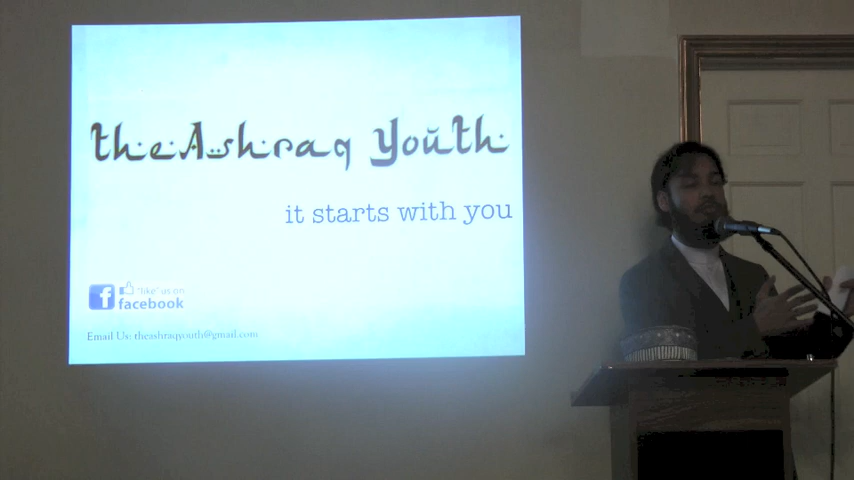 theAshraq Youth
it starts with you
"like" us on
facebook
Email Us: theashraqyouth@gmail.com